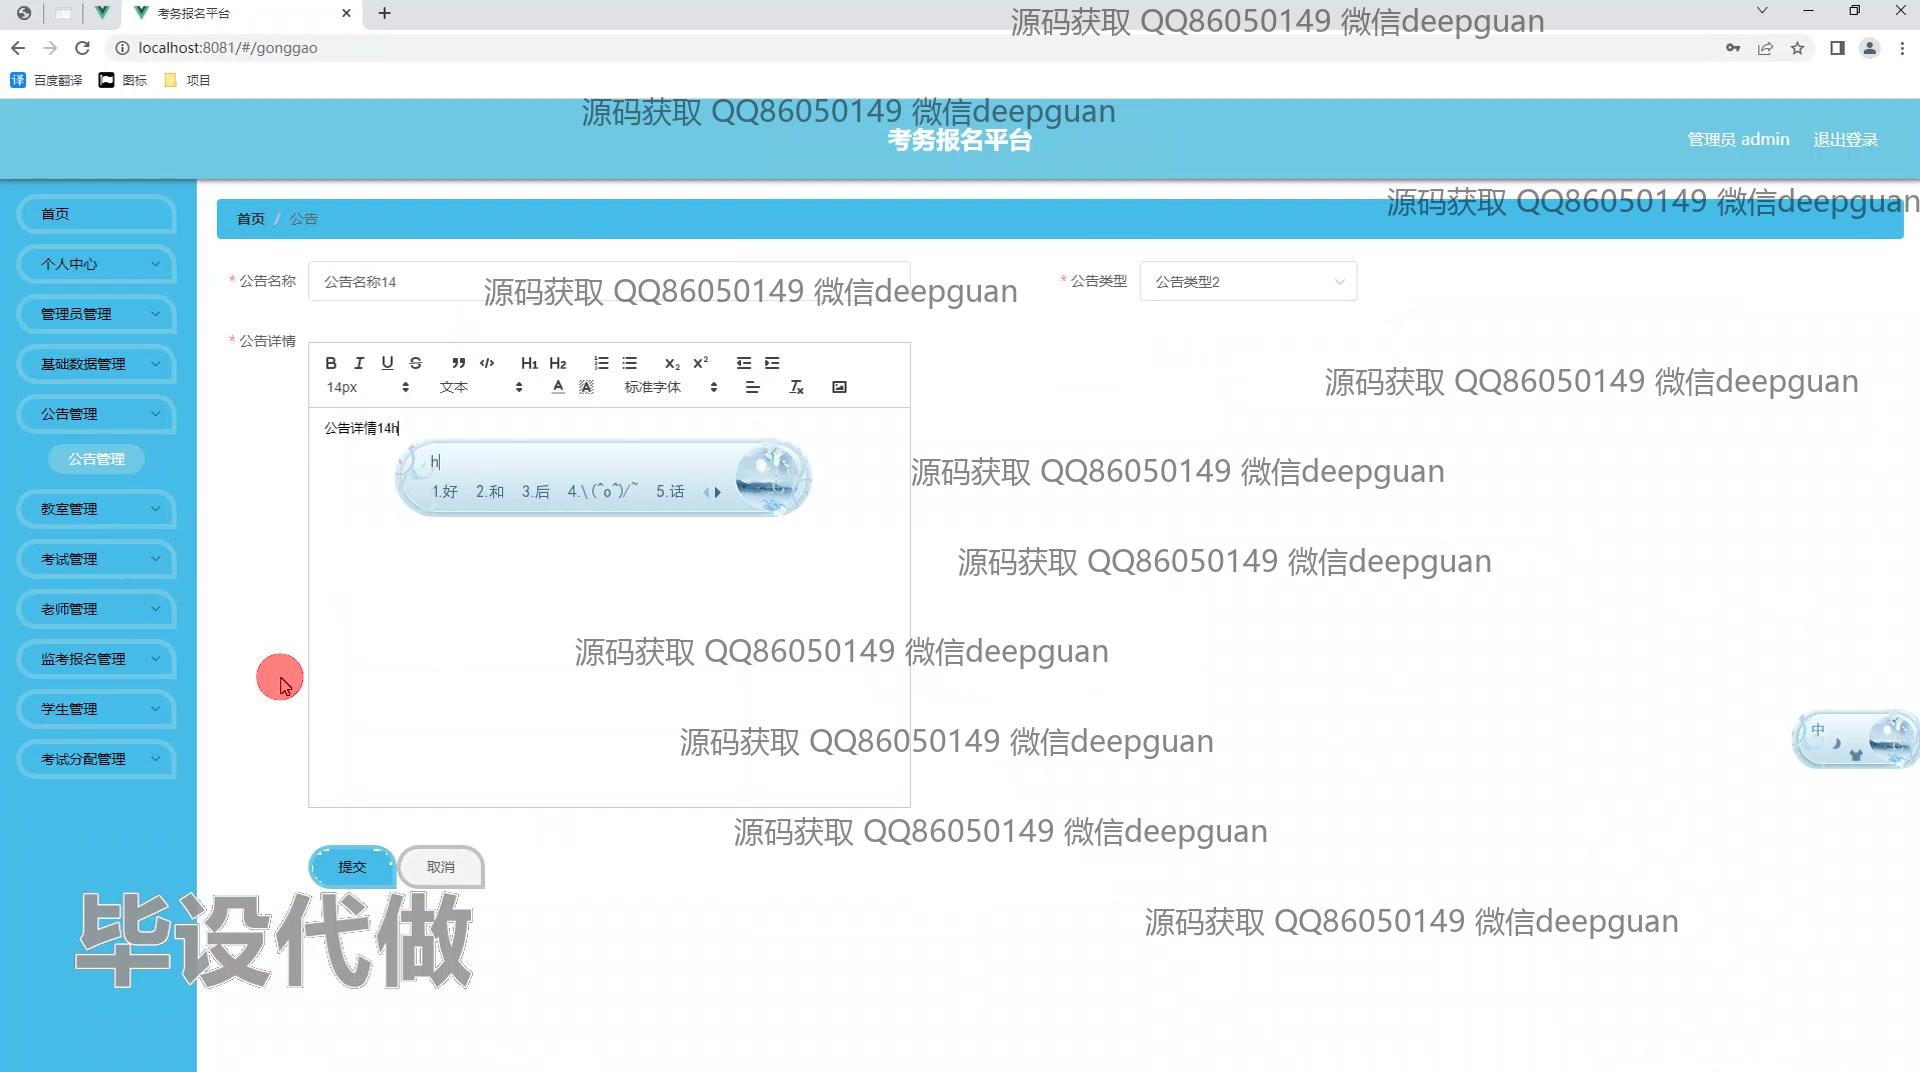 考务报名平台
源码获取 QQ86050149 微信deepguan
localhost:8081/#/gonggao
百度翻译 图标 项目
源码获取 QQ86050149 微信deepguan
考务报名平台
管理员 admin 退出登录
源码获取 QQ86050149 微信deepguan
首页
个人中心
管理员管理
基础数据管理
公告管理
公告管理
教室管理
考试管理
老师管理
监考报名管理
学生管理
考试分配管理
首页 / 公告
* 公告名称 公告名称14
* 公告类型 公告类型2
源码获取 QQ86050149 微信deepguan
* 公告详情
B I U S H1 H2 X₂ X²
14px 文本 A A 标准字体 Tx
源码获取 QQ86050149 微信deepguan
公告详情14h
h
1.好 2.和 3.后 4.\(^o^)/~ 5.话
源码获取 QQ86050149 微信deepguan
源码获取 QQ86050149 微信deepguan
源码获取 QQ86050149 微信deepguan
中
源码获取 QQ86050149 微信deepguan
源码获取 QQ86050149 微信deepguan
提交 取消
毕设代做
源码获取 QQ86050149 微信deepguan